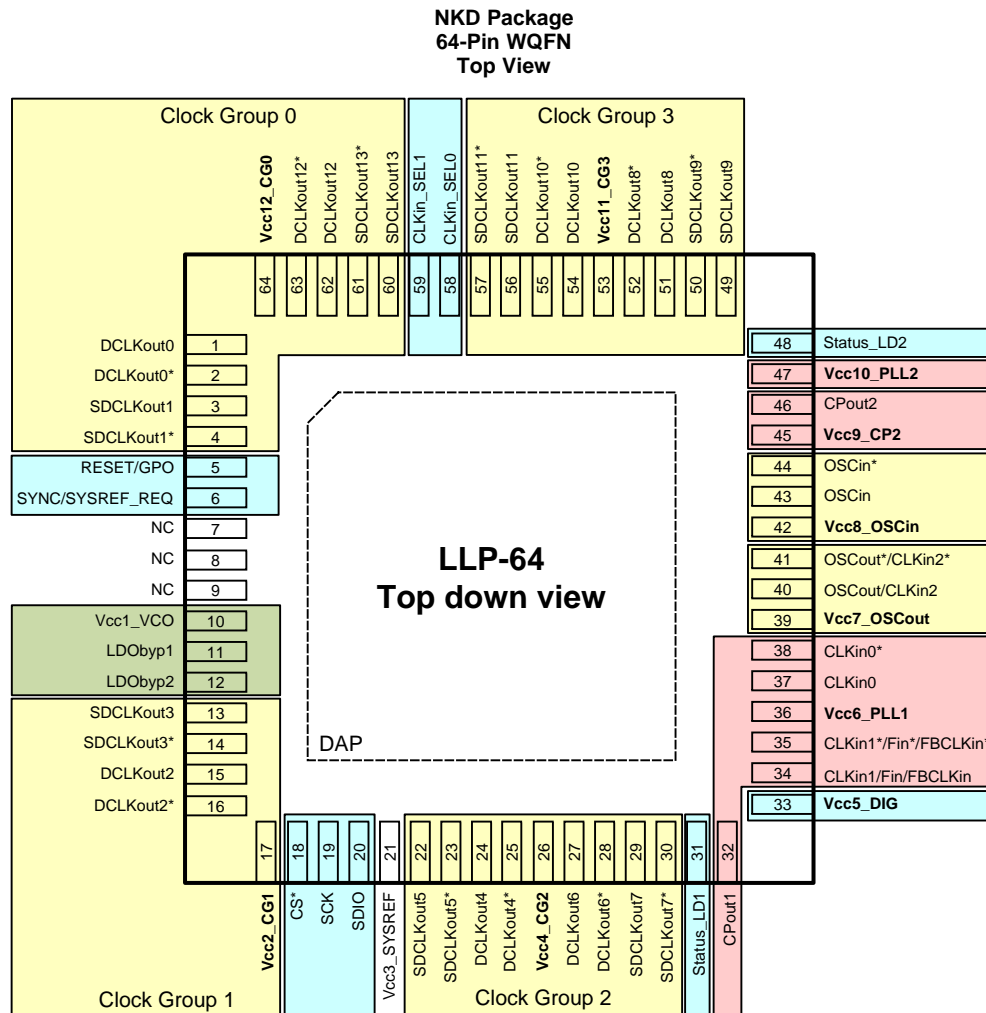 NKD Package
64-Pin WQFN
Top View
Clock Group 0
Clock Group 3
Vcc12_CG0
DCLKout12*
DCLKout12
SDCLKout13*
SDCLKout13
CLKin_SEL1
CLKin_SEL0
SDCLKout11*
SDCLKout11
DCLKout10*
DCLKout10
Vcc11_CG3
DCLKout8*
DCLKout8
SDCLKout9*
SDCLKout9
64
63
62
61
60
59
58
57
56
55
54
53
52
51
50
49
DCLKout0 1
DCLKout0* 2
SDCLKout1 3
SDCLKout1* 4
RESET/GPO 5
SYNC/SYSREF_REQ 6
NC 7
NC 8
NC 9
Vcc1_VCO 10
LDObyp1 11
LDObyp2 12
SDCLKout3 13
SDCLKout3* 14
DCLKout2 15
DCLKout2* 16
LLP-64
Top down view
DAP
48 Status_LD2
47 Vcc10_PLL2
46 CPout2
45 Vcc9_CP2
44 OSCin*
43 OSCin
42 Vcc8_OSCin
41 OSCout*/CLKin2*
40 OSCout/CLKin2
39 Vcc7_OSCout
38 CLKin0*
37 CLKin0
36 Vcc6_PLL1
35 CLKin1*/Fin*/FBCLKin*
34 CLKin1/Fin/FBCLKin
33 Vcc5_DIG
17
18
19
20
21
22
23
24
25
26
27
28
29
30
31
32
Vcc2_CG1
CS*
SCK
SDIO
Vcc3_SYSREF
SDCLKout5
SDCLKout5*
DCLKout4
DCLKout4*
Vcc4_CG2
DCLKout6
DCLKout6*
SDCLKout7
SDCLKout7*
Status_LD1
CPout1
Clock Group 1
Clock Group 2